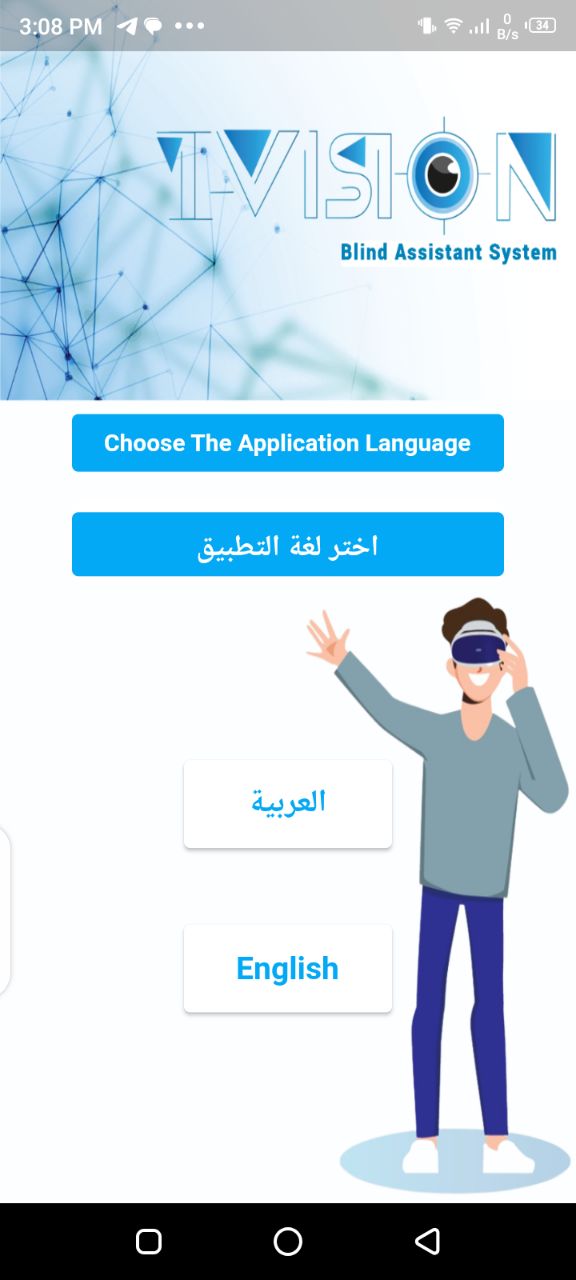 3:08 PM
0
B/s
34
I-VISION
Blind Assistant System
Choose The Application Language
اختر لغة التطبيق
العربية
English